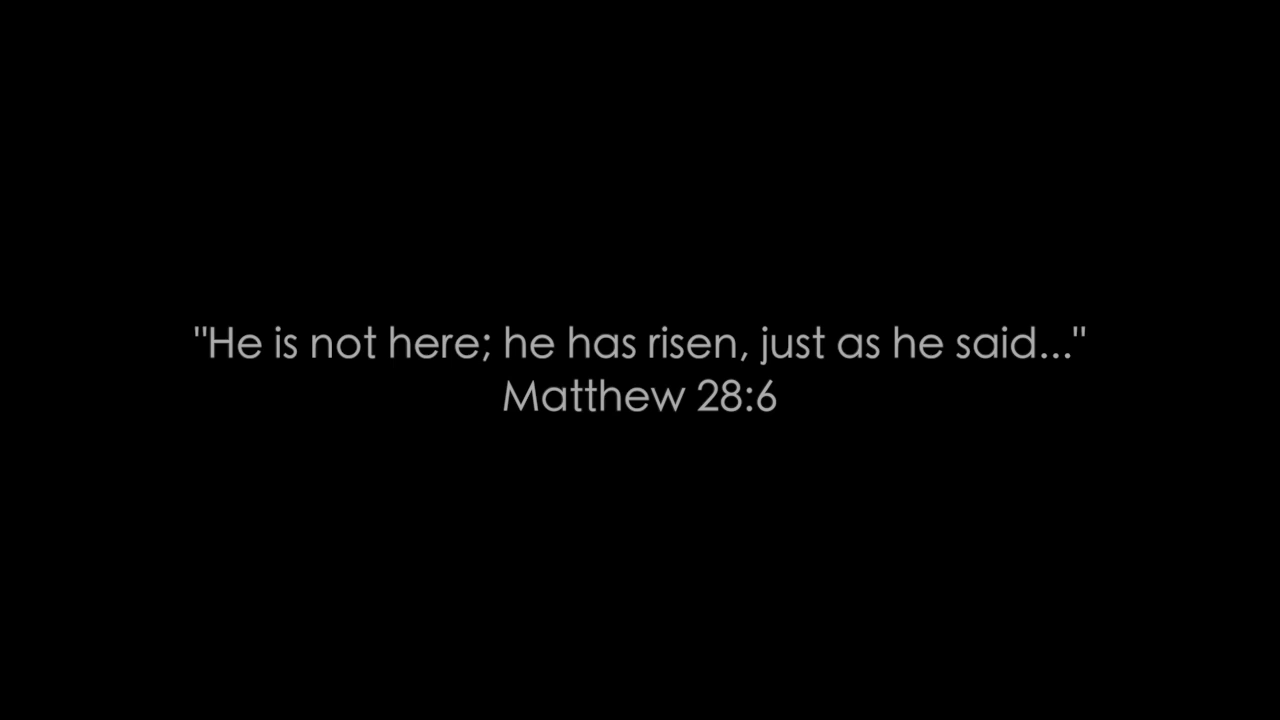 "He is not here; he has risen, just as he said..."
Matthew 28:6